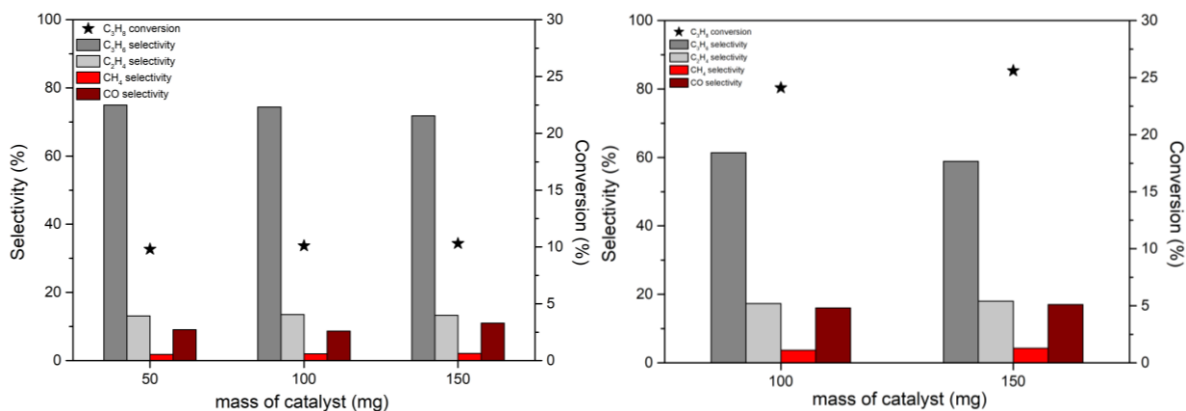 100
80
60
40
20
0
Selectivity (%)
C₃H₈ conversion
C₃H₆ selectivity
C₂H₄ selectivity
CH₄ selectivity
CO selectivity
30
25
20
15
10
5
0
Conversion (%)
50
100
150
mass of catalyst (mg)
100
80
60
40
20
0
Selectivity (%)
C₃H₈ conversion
C₃H₆ selectivity
C₂H₄ selectivity
CH₄ selectivity
CO selectivity
30
25
20
15
10
5
0
Conversion (%)
100
150
mass of catalyst (mg)